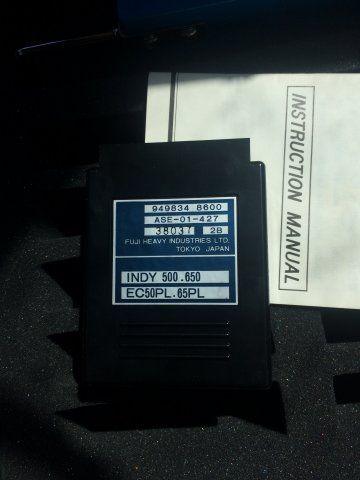 949834 8600
ASE-01-427
38037 2B
FUJI HEAVY INDUSTRIES LTD.
TOKYO JAPAN
INDY 500.650
EC50PL.65PL
INSTRUCTION MANUAL